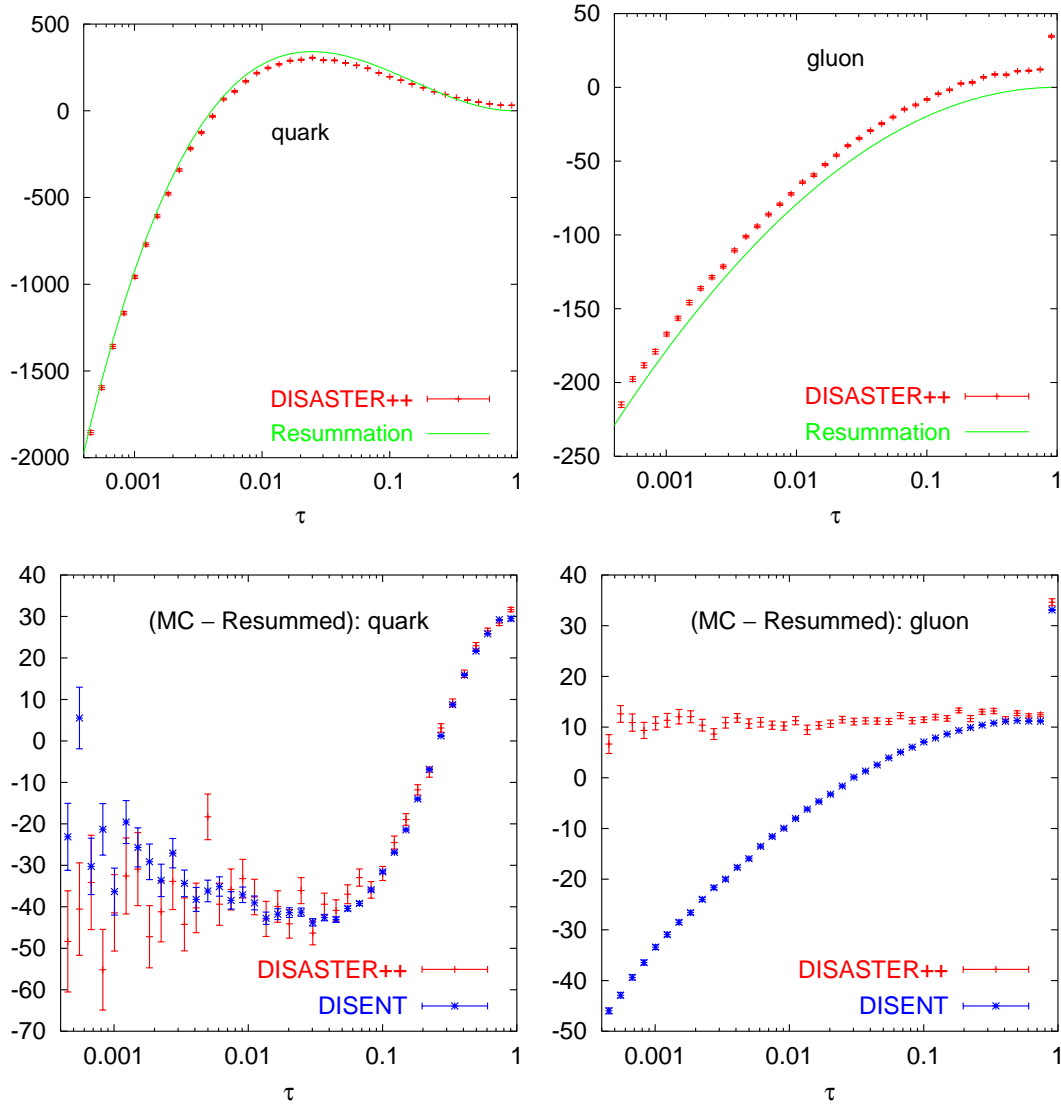 500
0
-500
-1000
-1500
-2000
0.001 0.01 0.1 1
τ
quark
DISASTER++
Resummation
50
0
-50
-100
-150
-200
-250
0.001 0.01 0.1 1
τ
gluon
DISASTER++
Resummation
40
30
20
10
0
-10
-20
-30
-40
-50
-60
-70
0.001 0.01 0.1 1
τ
(MC – Resummed): quark
DISASTER++
DISENT
40
30
20
10
0
-10
-20
-30
-40
-50
0.001 0.01 0.1 1
τ
(MC – Resummed): gluon
DISASTER++
DISENT